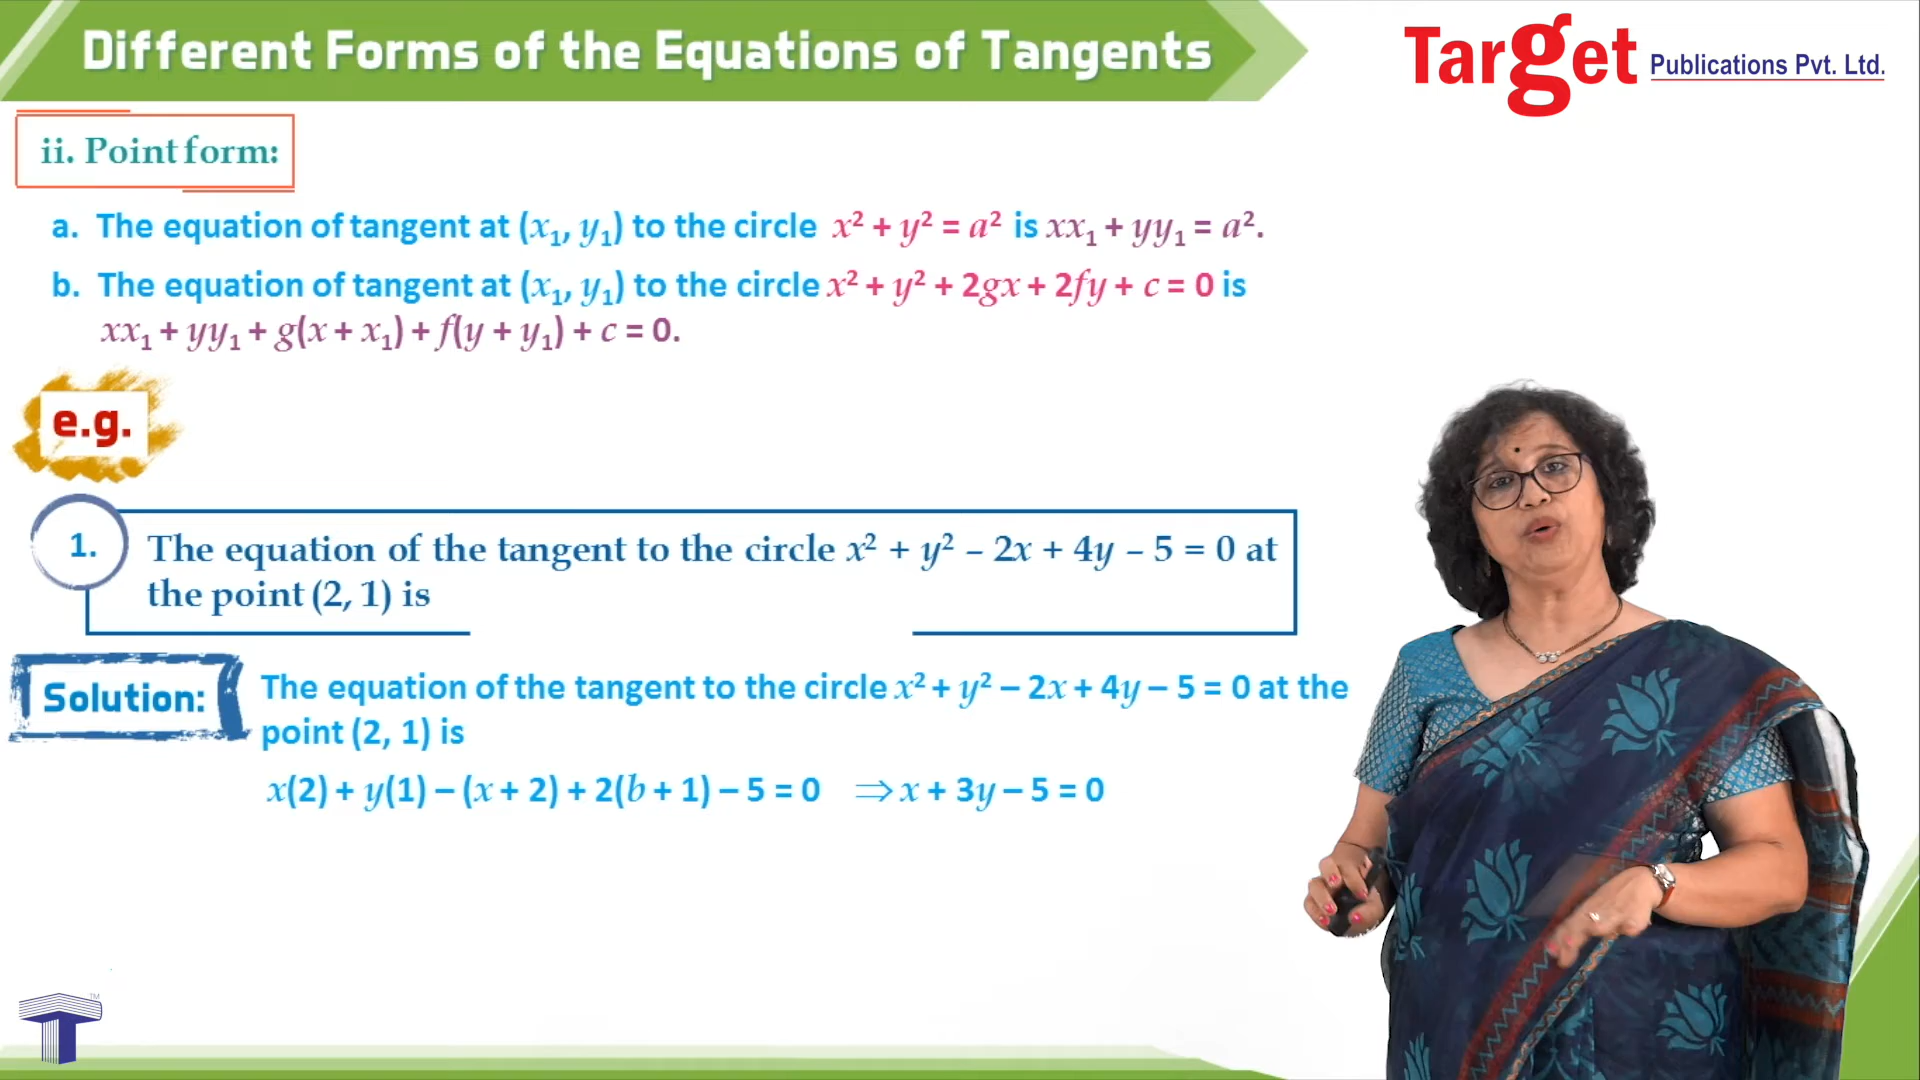 Different Forms of the Equations of Tangents
Target Publications Pvt. Ltd.
ii. Point form:
a. The equation of tangent at (x₁, y₁) to the circle x² + y² = a² is xx₁ + yy₁ = a².
b. The equation of tangent at (x₁, y₁) to the circle x² + y² + 2gx + 2fy + c = 0 is
xx₁ + yy₁ + g(x + x₁) + f(y + y₁) + c = 0.
e.g.
1. The equation of the tangent to the circle x² + y² – 2x + 4y – 5 = 0 at
the point (2, 1) is
Solution: The equation of the tangent to the circle x² + y² – 2x + 4y – 5 = 0 at the
point (2, 1) is
x(2) + y(1) – (x + 2) + 2(b + 1) – 5 = 0 ⇒ x + 3y – 5 = 0
T™